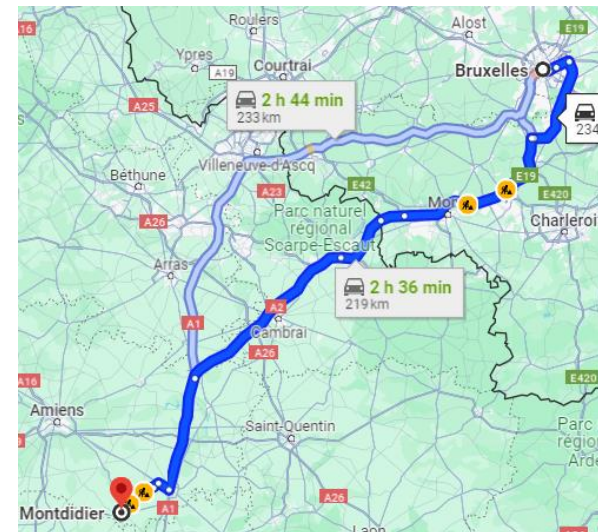 A16
Roulers
Alost
E19
Ypres
A19
Courtrai
Bruxelles
A25
2 h 44 min
233 km
234
Villeneuve-d'Ascq
E19
Béthune
E42
E420
A23
Mon
Charleroi
A26
Parc naturel
régional
Scarpe-Escaut
Arras
2 h 36 min
219 km
A2
A1
Cambrai
A26
E420
A16
Amiens
Saint-Quentin
Parc
région
Arde
Montdidier
A1
A26
Laon